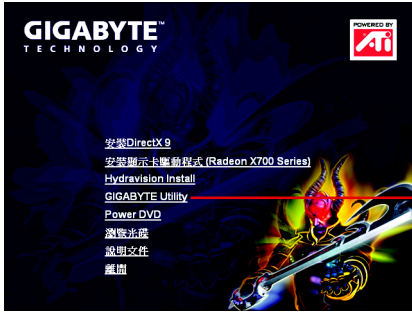 GIGABYTE™
TECHNOLOGY
POWERED BY
ATi
安裝DirectX 9
安裝顯示卡驅動程式 (Radeon X700 Series)
Hydravision Install
GIGABYTE Utility
Power DVD
瀏覽光碟
說明文件
離開